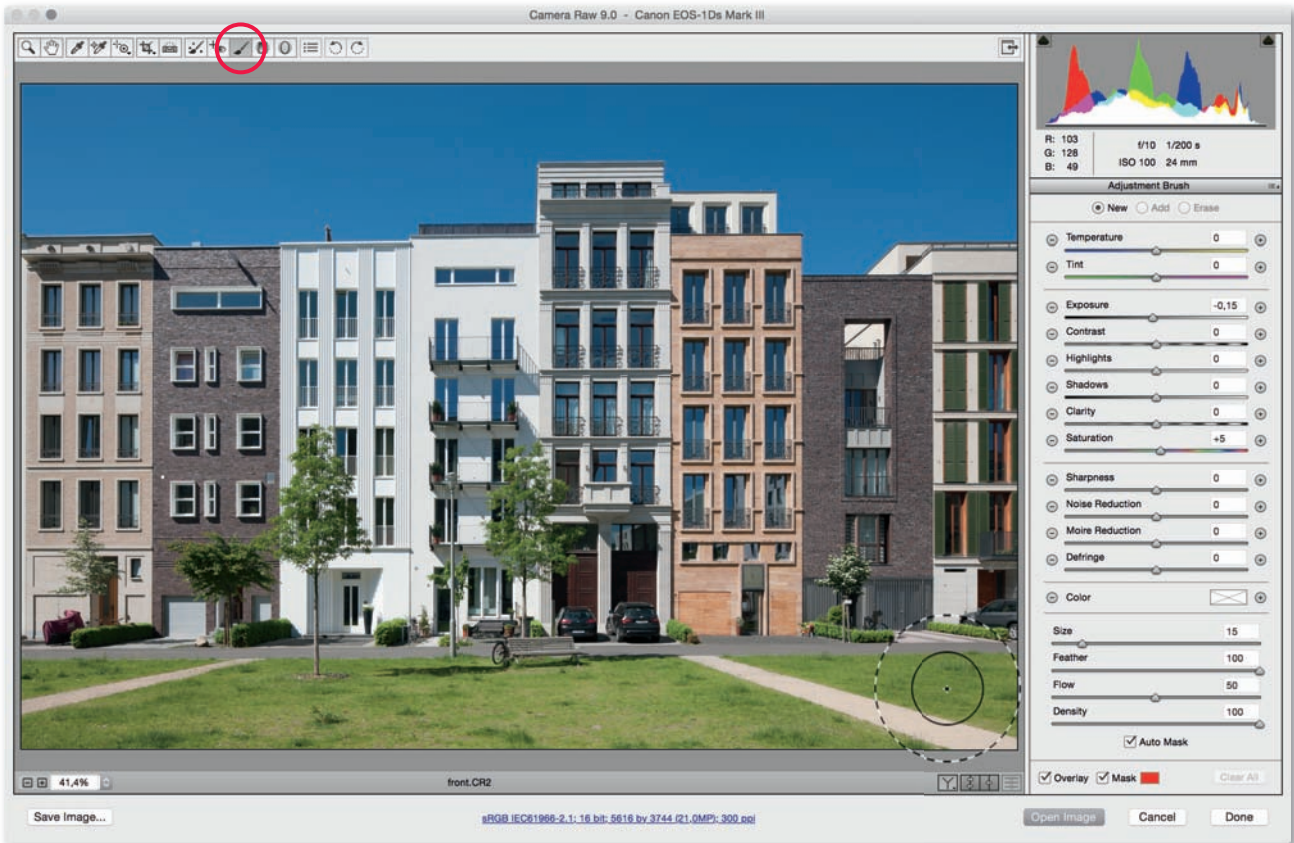 Camera Raw 9.0 - Canon EOS-1Ds Mark III
R: 103
G: 128
B: 49
f/10 1/200 s
ISO 100 24 mm
Adjustment Brush
New Add Erase
Temperature 0
Tint 0
Exposure -0,15
Contrast 0
Highlights 0
Shadows 0
Clarity 0
Saturation +5
Sharpness 0
Noise Reduction 0
Moire Reduction 0
Defringe 0
Color
Size 15
Feather 100
Flow 50
Density 100
Auto Mask
Overlay Mask Clear All
41,4% front.CR2 Y
Save Image... sRGB IEC61966-2.1; 16 bit; 5616 by 3744 (21,0MP); 300 ppi Open Image Cancel Done